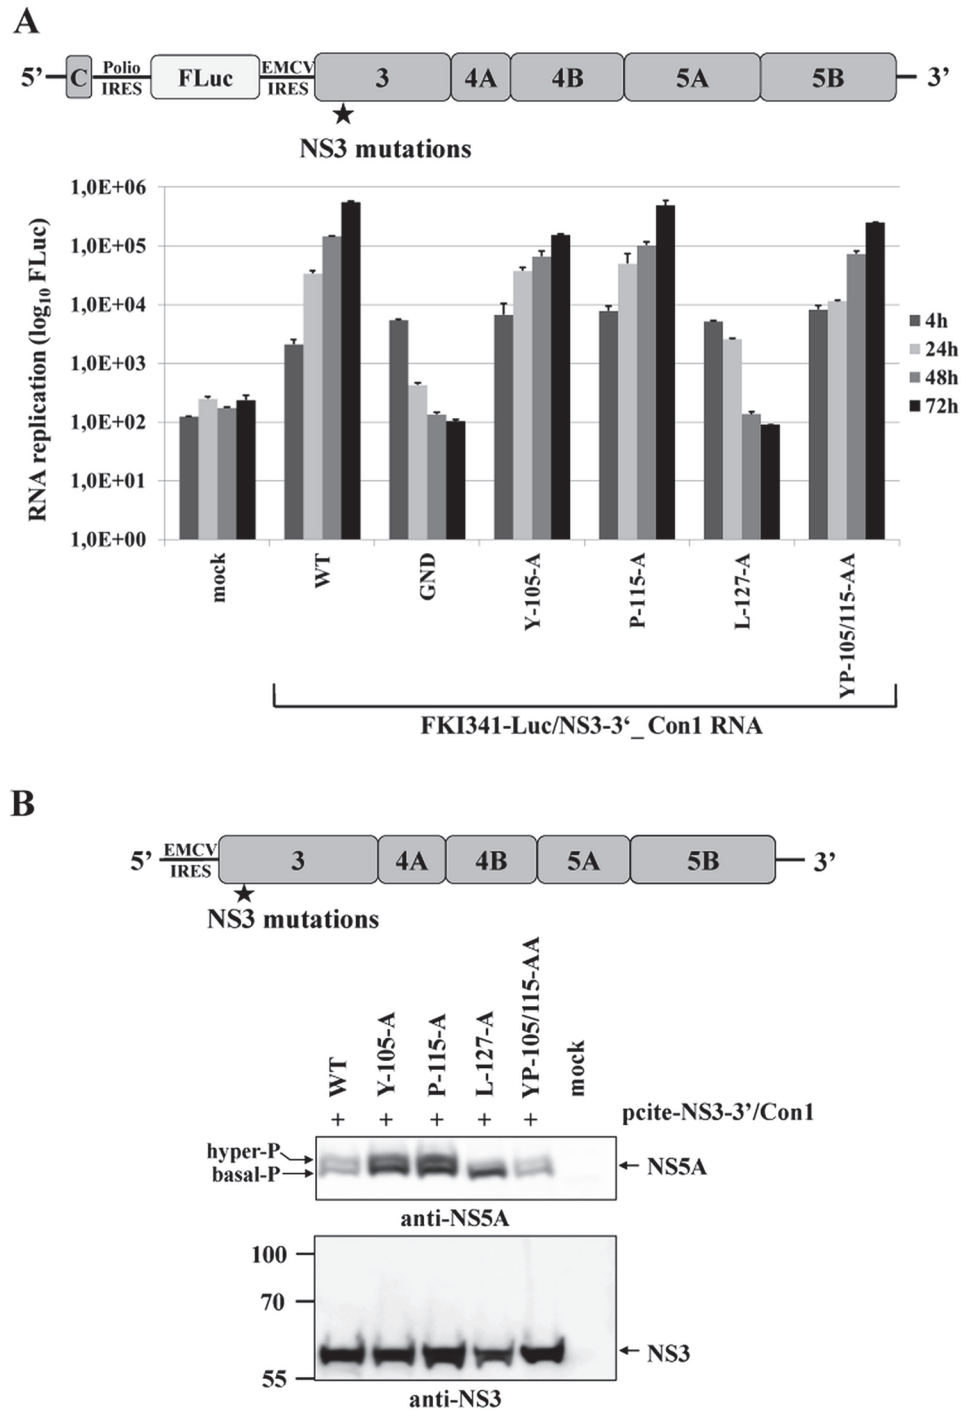 A
5’ C Polio IRES FLuc EMCV IRES 3 4A 4B 5A 5B 3’
NS3 mutations
RNA replication (log10 FLuc)
1,0E+06
1,0E+05
1,0E+04
1,0E+03
1,0E+02
1,0E+01
1,0E+00
4h
24h
48h
72h
mock
WT
GND
Y-105-A
P-115-A
L-127-A
YP-105/115-AA
FKI341-Luc/NS3-3‘_ Con1 RNA
B
5’ EMCV IRES 3 4A 4B 5A 5B 3’
NS3 mutations
WT
Y-105-A
P-115-A
L-127-A
YP-105/115-AA
mock
+ + + + + pcite-NS3-3’/Con1
hyper-P
basal-P
NS5A
anti-NS5A
100
70
55
NS3
anti-NS3